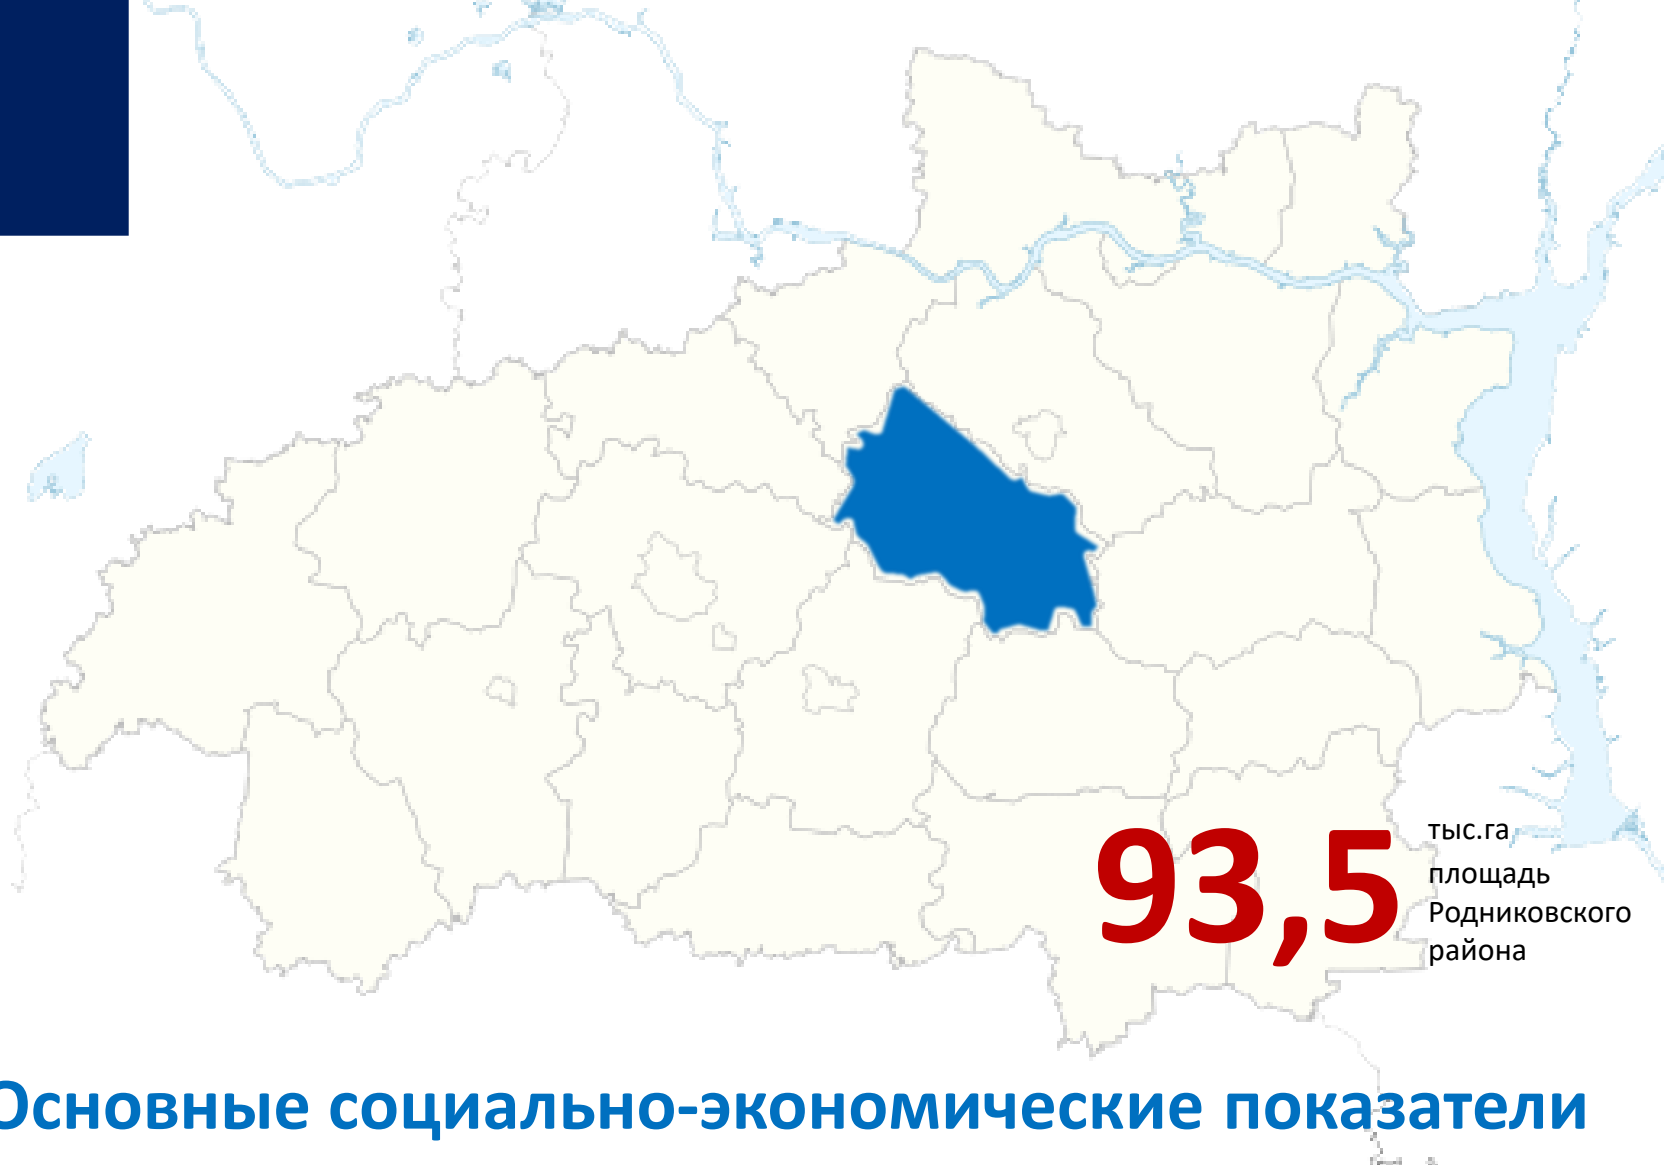 93,5
тыс.га
площадь
Родниковского
района
Основные социально-экономические показатели